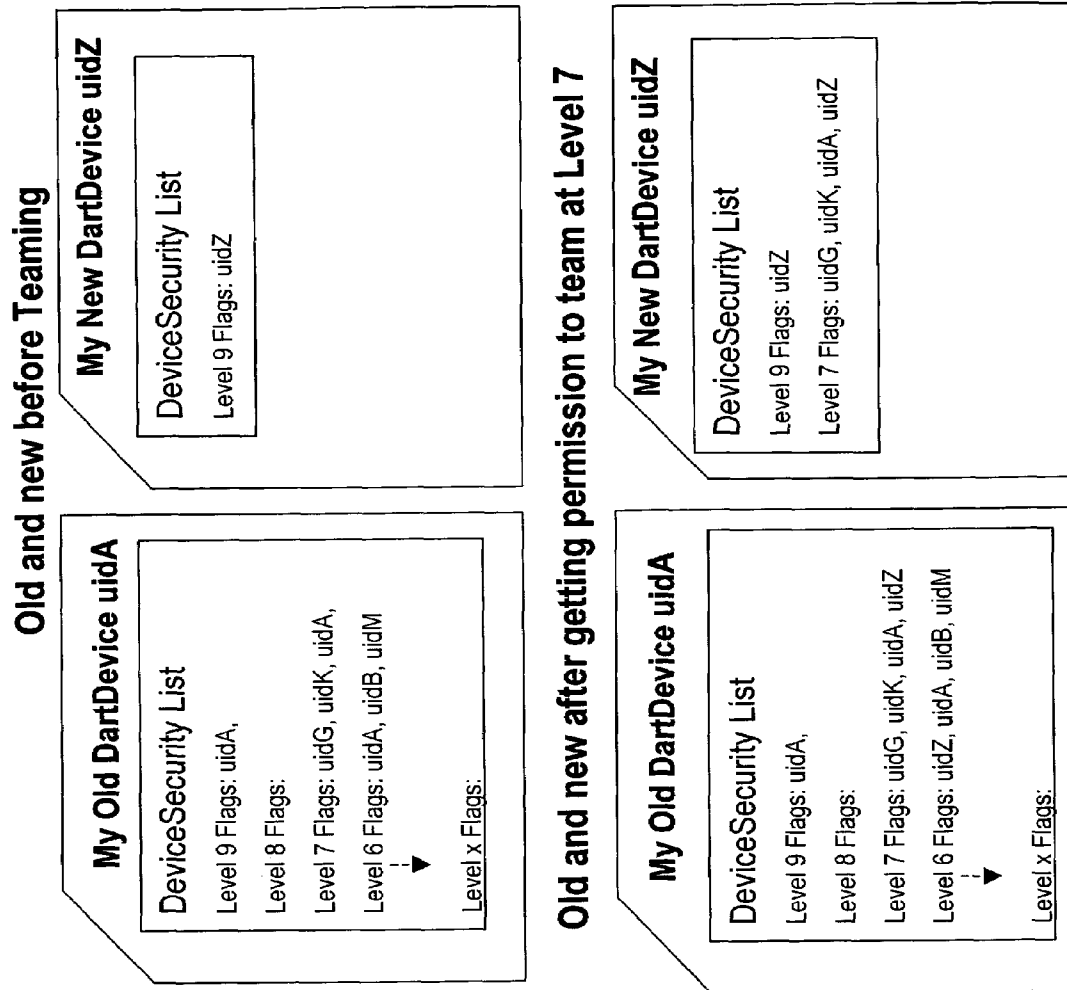 Old and new before Teaming
My Old DartDevice uidA
DeviceSecurity List
Level 9 Flags: uidA,
Level 8 Flags:
Level 7 Flags: uidG, uidK, uidA,
Level 6 Flags: uidA, uidB, uidM
Level x Flags:
My New DartDevice uidZ
DeviceSecurity List
Level 9 Flags: uidZ
Old and new after getting permission to team at Level 7
My Old DartDevice uidA
DeviceSecurity List
Level 9 Flags: uidA,
Level 8 Flags:
Level 7 Flags: uidG, uidK, uidA, uidZ
Level 6 Flags: uidZ, uidA, uidB, uidM
Level x Flags:
My New DartDevice uidZ
DeviceSecurity List
Level 9 Flags: uidZ
Level 7 Flags: uidG, uidK, uidA, uidZ